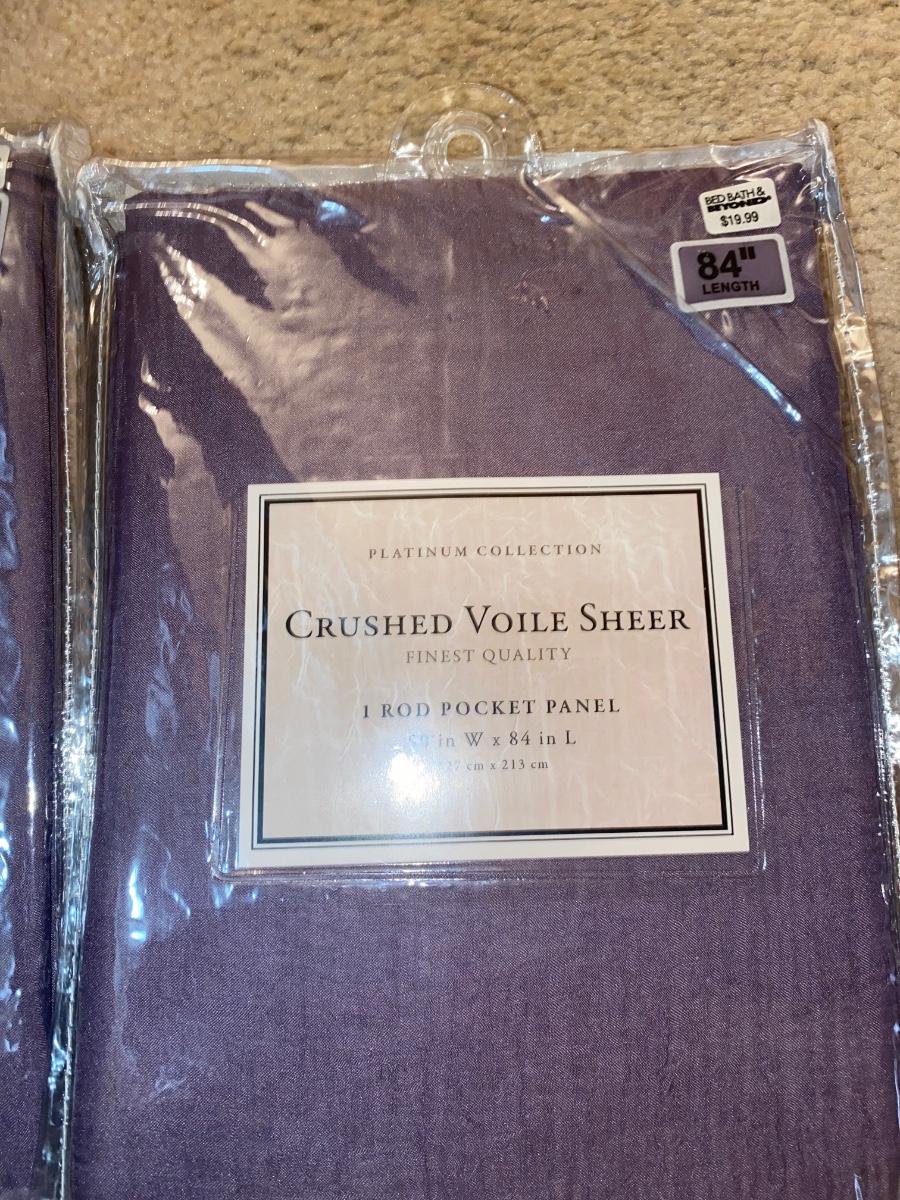 BED BATH &
BEYOND
$19.99
84"
LENGTH
PLATINUM COLLECTION
CRUSHED VOILE SHEER
FINEST QUALITY
1 ROD POCKET PANEL
in W x 84 in L
cm x 213 cm